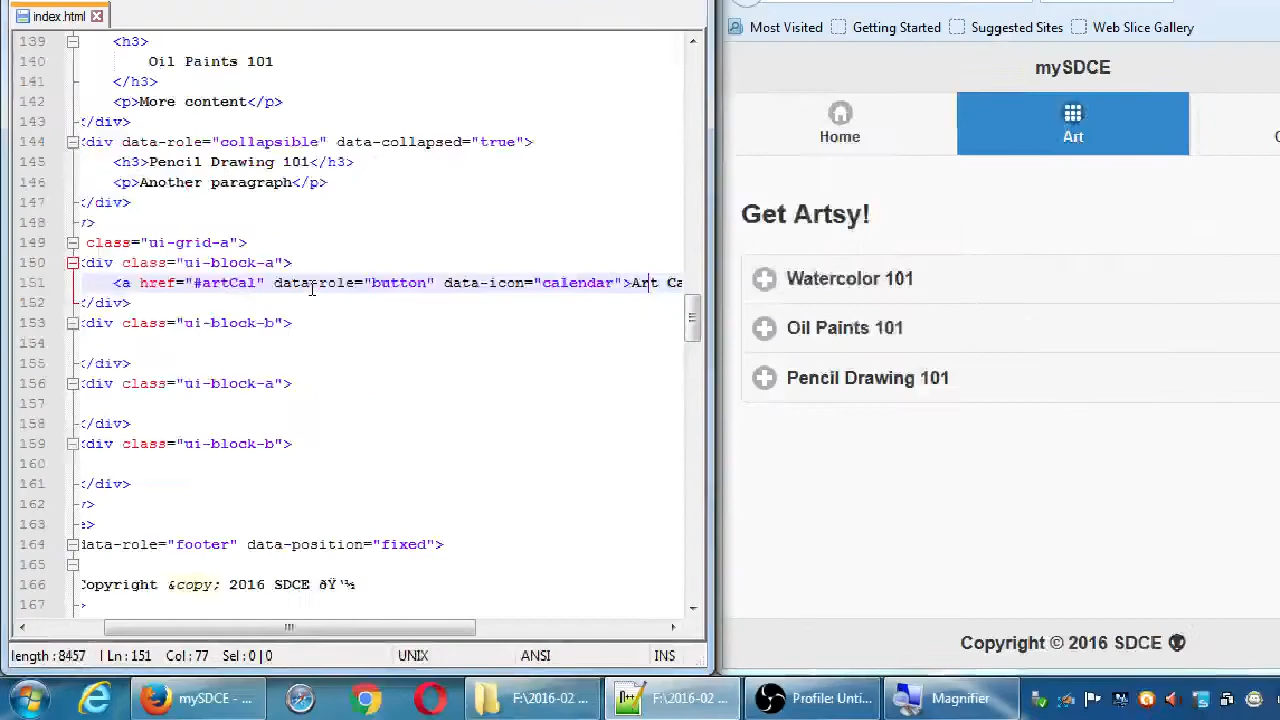 index.html
139 <h3>
140 Oil Paints 101
141 </h3>
142 <p>More content</p>
143 </div>
144 <div data-role="collapsible" data-collapsed="true">
145 <h3>Pencil Drawing 101</h3>
146 <p>Another paragraph</p>
147 </div>
148 >
149 class="ui-grid-a">
150 <div class="ui-block-a">
151 <a href="#artCal" data-role="button" data-icon="calendar">Art Ca
152 </div>
153 <div class="ui-block-b">
154
155 </div>
156 <div class="ui-block-a">
157
158 </div>
159 <div class="ui-block-b">
160
161 </div>
162 >
163 >
164 data-role="footer" data-position="fixed">
165
166 Copyright &copy; 2016 SDCE ðŸ
167 >
length:8457 Ln:151 Col:77 Sel:0|0 UNIX ANSI INS
Most Visited Getting Started Suggested Sites Web Slice Gallery
mySDCE
Home Art
Get Artsy!
Watercolor 101
Oil Paints 101
Pencil Drawing 101
Copyright © 2016 SDCE
mySDCE - ... F:\2016-02 ... F:\2016-02 ... Profile: Unti... Magnifier